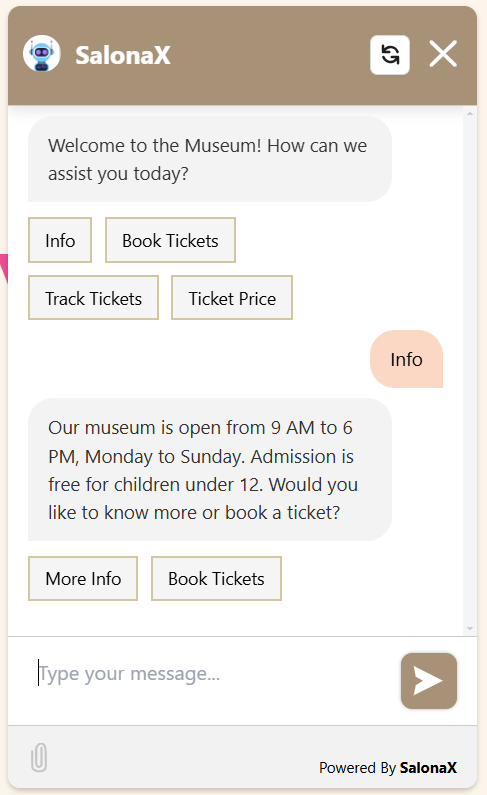 SalonaX
Welcome to the Museum! How can we
assist you today?
Info
Book Tickets
Track Tickets
Ticket Price
Info
Our museum is open from 9 AM to 6
PM, Monday to Sunday. Admission is
free for children under 12. Would you
like to know more or book a ticket?
More Info
Book Tickets
Type your message...
Powered By SalonaX